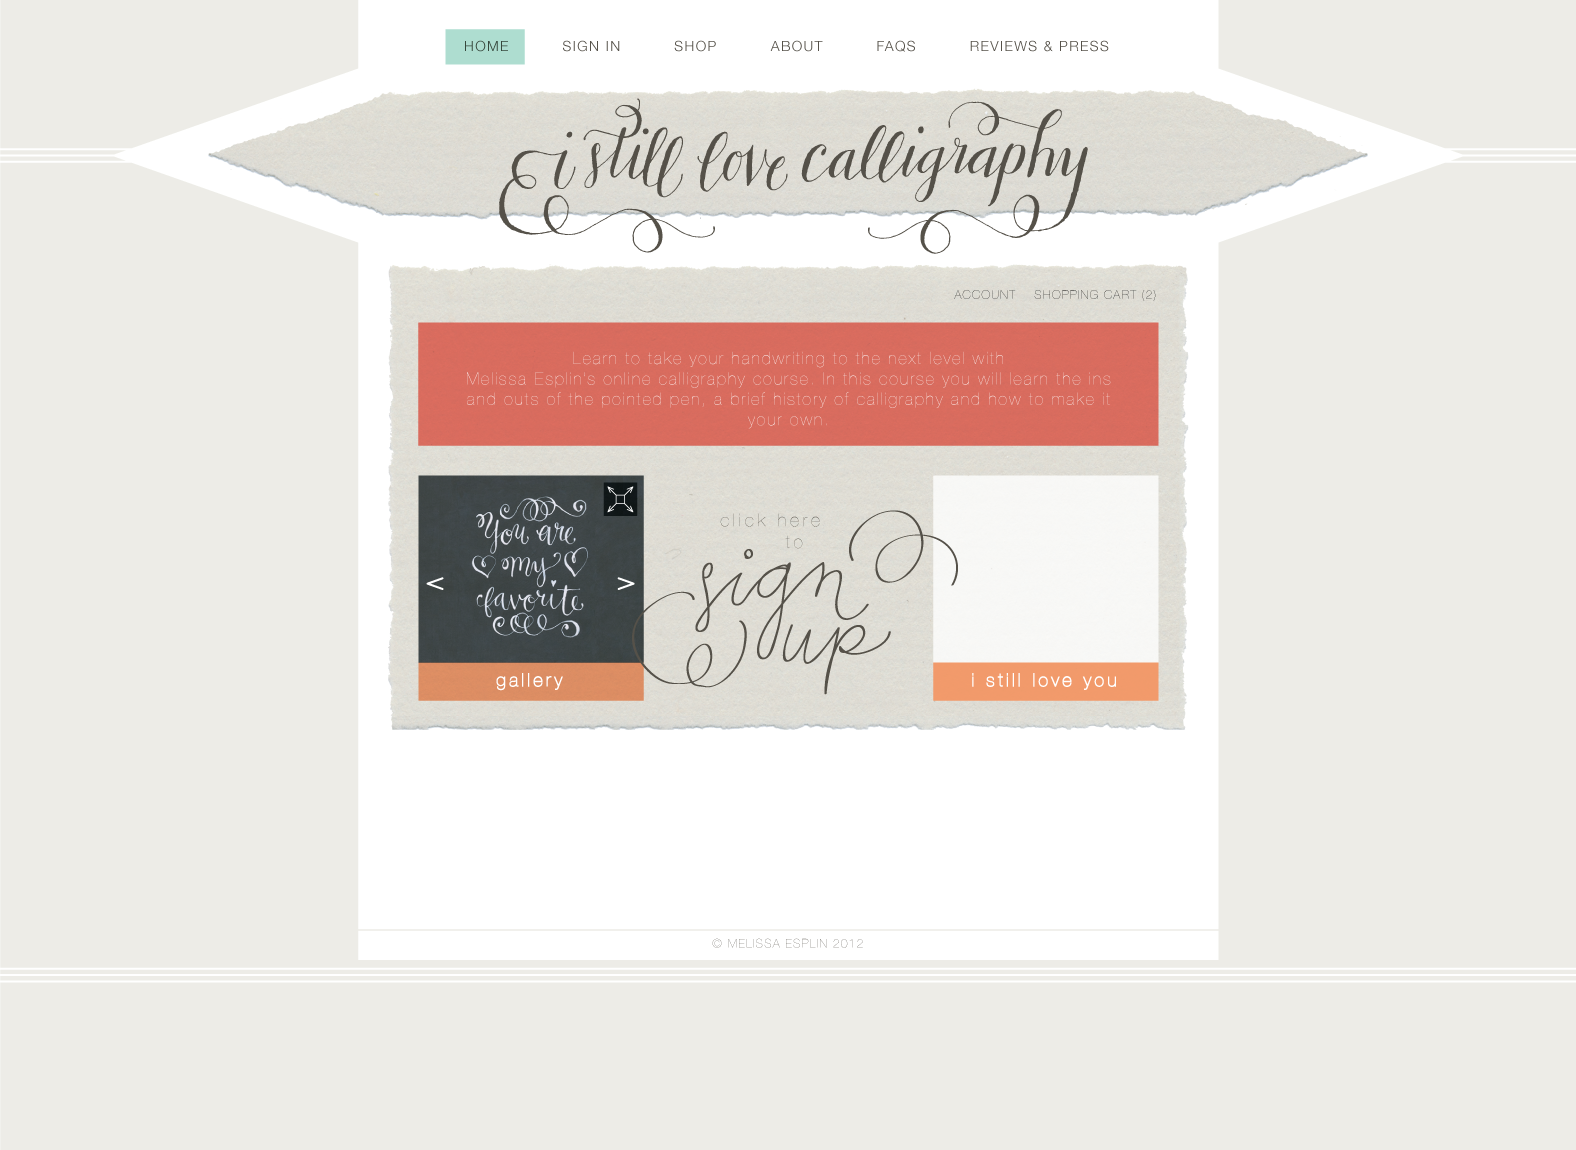 HOME SIGN IN SHOP ABOUT FAQS REVIEWS & PRESS
i still love calligraphy
ACCOUNT SHOPPING CART (2)
Learn to take your handwriting to the next level with
Melissa Esplin's online calligraphy course. In this course you will learn the ins
and outs of the pointed pen, a brief history of calligraphy and how to make it
your own.
You are
my
favorite
< >
gallery
click here
to
sign
up
i still love you
© MELISSA ESPLIN 2012